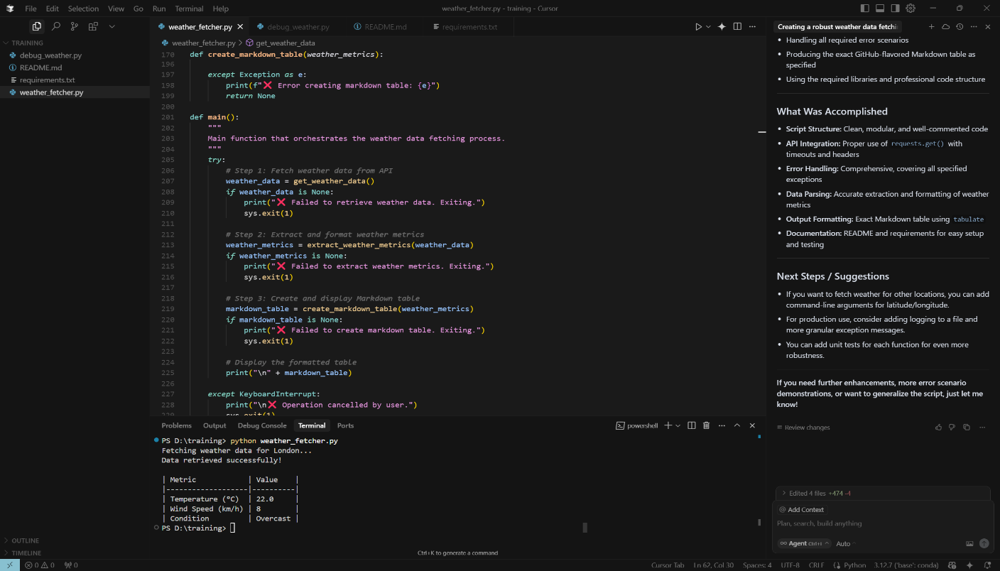 File Edit Selection View Go Run Terminal Help
weather_fetcher.py - training - Cursor
TRAINING
debug_weather.py
README.md
requirements.txt
weather_fetcher.py
OUTLINE
TIMELINE
weather_fetcher.py debug_weather.py README.md requirements.txt
weather_fetcher.py > get_weather_data
170 def create_markdown_table(weather_metrics):
196
197 except Exception as e:
198 print(f"❌ Error creating markdown table: {e}")
199 return None
200
201 def main():
202 """
203 Main function that orchestrates the weather data fetching process.
204 """
205 try:
206 # Step 1: Fetch weather data from API
207 weather_data = get_weather_data()
208 if weather_data is None:
209 print("❌ Failed to retrieve weather data. Exiting.")
210 sys.exit(1)
211
212 # Step 2: Extract and format weather metrics
213 weather_metrics = extract_weather_metrics(weather_data)
214 if weather_metrics is None:
215 print("❌ Failed to extract weather metrics. Exiting.")
216 sys.exit(1)
217
218 # Step 3: Create and display Markdown table
219 markdown_table = create_markdown_table(weather_metrics)
220 if markdown_table is None:
221 print("❌ Failed to create markdown table. Exiting.")
222 sys.exit(1)
223
224 # Display the formatted table
225 print("\n" + markdown_table)
226
227 except KeyboardInterrupt:
228 print("\n❌ Operation cancelled by user.")
229 sys.exit(1)
Problems Output Debug Console Terminal Ports
powershell
PS D:\training> python weather_fetcher.py
Fetching weather data for London...
Data retrieved successfully!
| Metric | Value |
|-------------------|----------|
| Temperature (°C) | 22.0 |
| Wind Speed (km/h) | 8 |
| Condition | Overcast |
PS D:\training>
Ctrl+K to generate a command
Creating a robust weather data fetchi
• Handling all required error scenarios
• Producing the exact GitHub-flavored Markdown table as
specified
• Using the required libraries and professional code structure
What Was Accomplished
• Script Structure: Clean, modular, and well-commented code
• API Integration: Proper use of requests.get() with
timeouts and headers
• Error Handling: Comprehensive, covering all specified
exceptions
• Data Parsing: Accurate extraction and formatting of weather
metrics
• Output Formatting: Exact Markdown table using tabulate
• Documentation: README and requirements for easy setup
and testing
Next Steps / Suggestions
• If you want to fetch weather for other locations, you can add
command-line arguments for latitude/longitude.
• For production use, consider adding logging to a file and
more granular exception messages.
• You can add unit tests for each function for even more
robustness.
If you need further enhancements, more error scenario
demonstrations, or want to generalize the script, just let me
know!
Review changes
> Edited 4 files +474 -4
@ Add Context
Plan, search, build anything
∞ Agent Ctrl+I Auto
0 0 0
Cursor Tab Ln 62, Col 30 Spaces: 4 UTF-8 CRLF Python 3.12.7 ('base': conda)